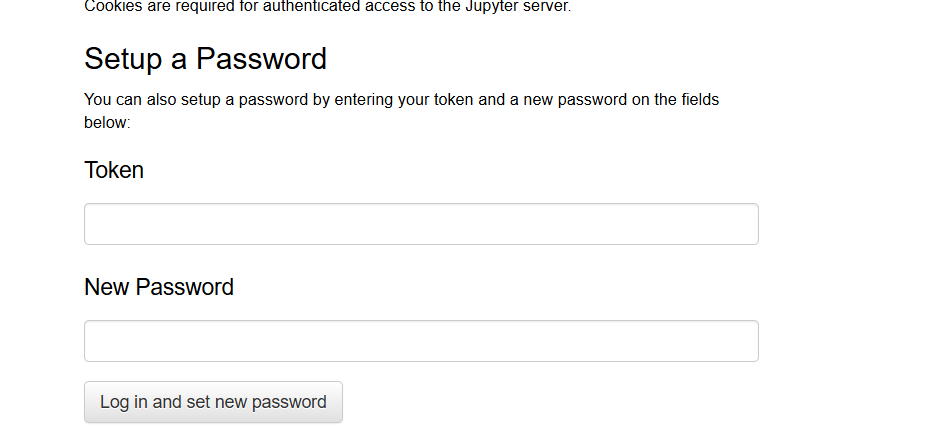 Cookies are required for authenticated access to the Jupyter server.
Setup a Password
You can also setup a password by entering your token and a new password on the fields
below:
Token
New Password
Log in and set new password